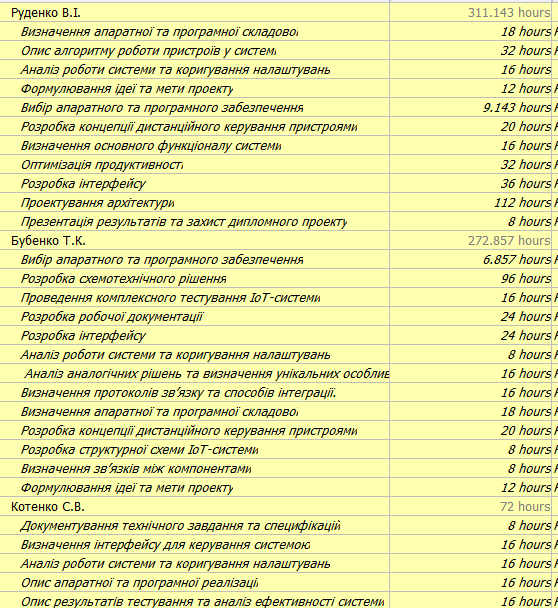 Руденко В.І. 311.143 hours
Визначення апаратної та програмної складової 18 hours
Опис алгоритму роботи пристроїв у системі 32 hours
Аналіз роботи системи та коригування налаштувань 16 hours
Формулювання ідеї та мети проекту 12 hours
Вибір апаратного та програмного забезпечення 9.143 hours
Розробка концепції дистанційного керування пристроями 20 hours
Визначення основного функціоналу системи 16 hours
Оптимізація продуктивності 32 hours
Розробка інтерфейсу 36 hours
Проектування архітектури 112 hours
Презентація результатів та захист дипломного проекту 8 hours
Бубенко Т.К. 272.857 hours
Вибір апаратного та програмного забезпечення 6.857 hours
Розробка схемотехнічного рішення 96 hours
Проведення комплексного тестування IoT-системи 16 hours
Розробка робочої документації 24 hours
Розробка інтерфейсу 24 hours
Аналіз роботи системи та коригування налаштувань 8 hours
Аналіз аналогічних рішень та визначення унікальних особлив 16 hours
Визначення протоколів зв'язку та способів інтеграції. 16 hours
Визначення апаратної та програмної складової 18 hours
Розробка концепції дистанційного керування пристроями 20 hours
Розробка структурної схеми IoT-системи 8 hours
Визначення зв'язків між компонентами 8 hours
Формулювання ідеї та мети проекту 12 hours
Котенко С.В. 72 hours
Документування технічного завдання та специфікацій 8 hours
Визначення інтерфейсу для керування системою 16 hours
Аналіз роботи системи та коригування налаштувань 16 hours
Опис апаратної та програмної реалізації 16 hours
Опис результатів тестування та аналіз ефективності системи 16 hours